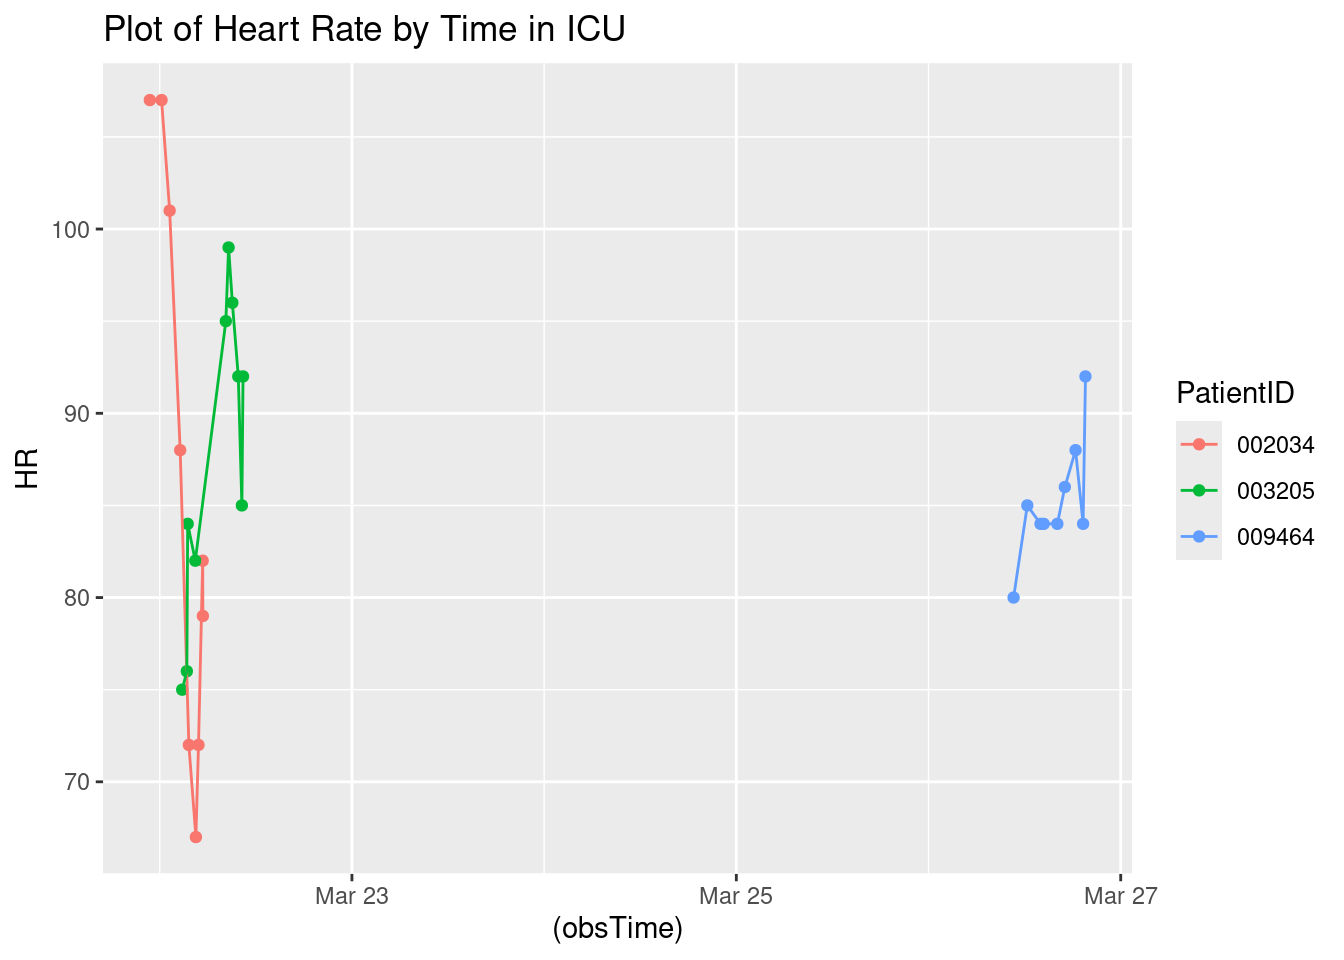 Plot of Heart Rate by Time in ICU
HR
100
90
80
70
Mar 23
Mar 25
Mar 27
(obsTime)
PatientID
002034
003205
009464